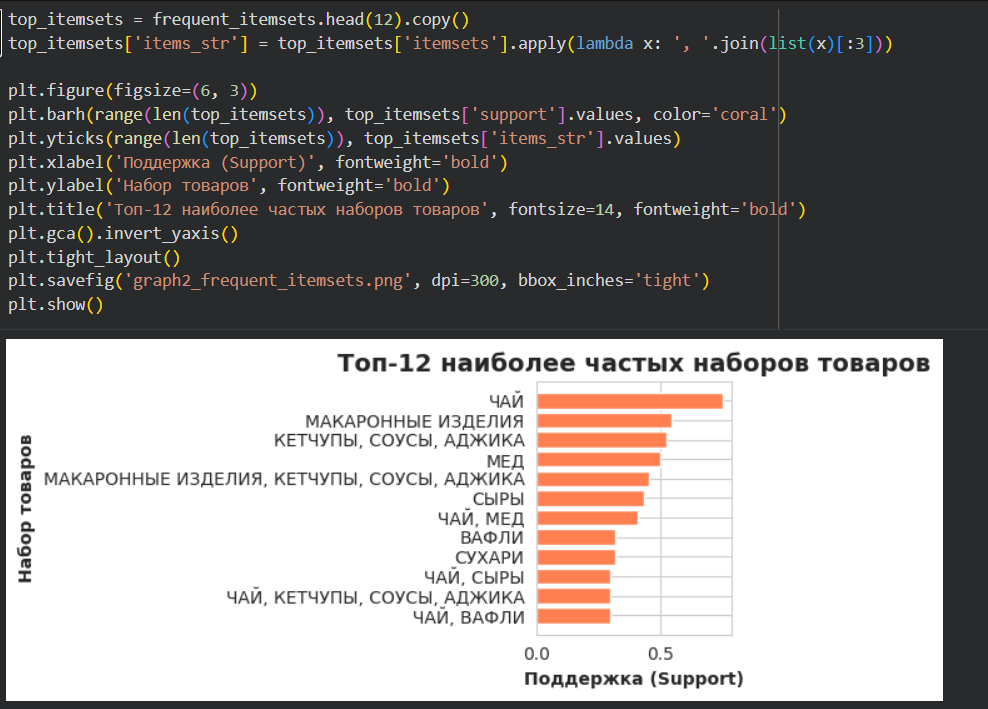 top_itemsets = frequent_itemsets.head(12).copy()
top_itemsets['items_str'] = top_itemsets['itemsets'].apply(lambda x: ', '.join(list(x)[:3]))
plt.figure(figsize=(6, 3))
plt.barh(range(len(top_itemsets)), top_itemsets['support'].values, color='coral')
plt.yticks(range(len(top_itemsets)), top_itemsets['items_str'].values)
plt.xlabel('Поддержка (Support)', fontweight='bold')
plt.ylabel('Набор товаров', fontweight='bold')
plt.title('Топ-12 наиболее частых наборов товаров', fontsize=14, fontweight='bold')
plt.gca().invert_yaxis()
plt.tight_layout()
plt.savefig('graph2_frequent_itemsets.png', dpi=300, bbox_inches='tight')
plt.show()
Топ-12 наиболее частых наборов товаров
Набор товаров
ЧАЙ
МАКАРОННЫЕ ИЗДЕЛИЯ
КЕТЧУПЫ, СОУСЫ, АДЖИКА
МЕД
МАКАРОННЫЕ ИЗДЕЛИЯ, КЕТЧУПЫ, СОУСЫ, АДЖИКА
СЫРЫ
ЧАЙ, МЕД
ВАФЛИ
СУХАРИ
ЧАЙ, СЫРЫ
ЧАЙ, КЕТЧУПЫ, СОУСЫ, АДЖИКА
ЧАЙ, ВАФЛИ
0.0 0.5
Поддержка (Support)